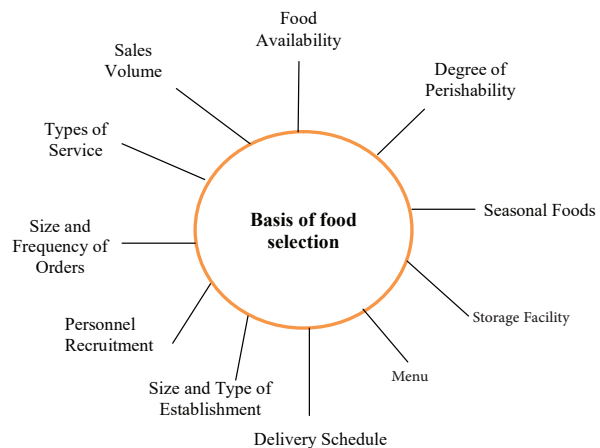 Food
Availability
Sales
Volume
Degree of
Perishability
Types of
Service
Seasonal Foods
Basis of food
selection
Size and
Frequency of
Orders
Storage Facility
Personnel
Recruitment
Menu
Size and Type of
Establishment
Delivery Schedule